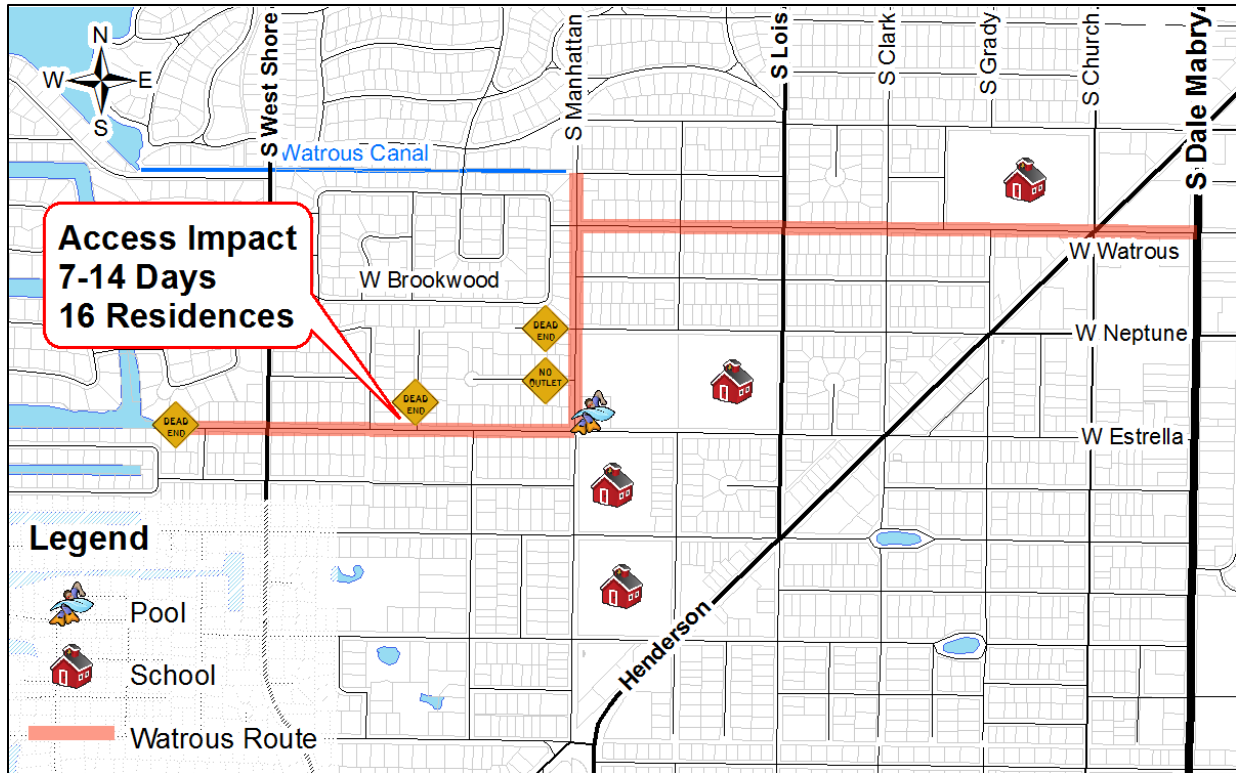 N
W
E
S
S West Shore
S Manhattan
S Lois
S Clark
S Grady
S Church
S Dale Mabry
Watrous Canal
Access Impact
7-14 Days
16 Residences
W Brookwood
W Watrous
DEAD
END
W Neptune
NO
OUTLET
DEAD
END
DEAD
END
W Estrella
Henderson
Legend
Pool
School
Watrous Route